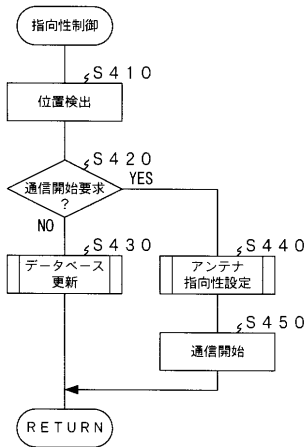 指向性制御
S410
位置検出
S420
通信開始要求
?
YES
NO
S430
データベース
更新
S440
アンテナ
指向性設定
S450
通信開始
RETURN